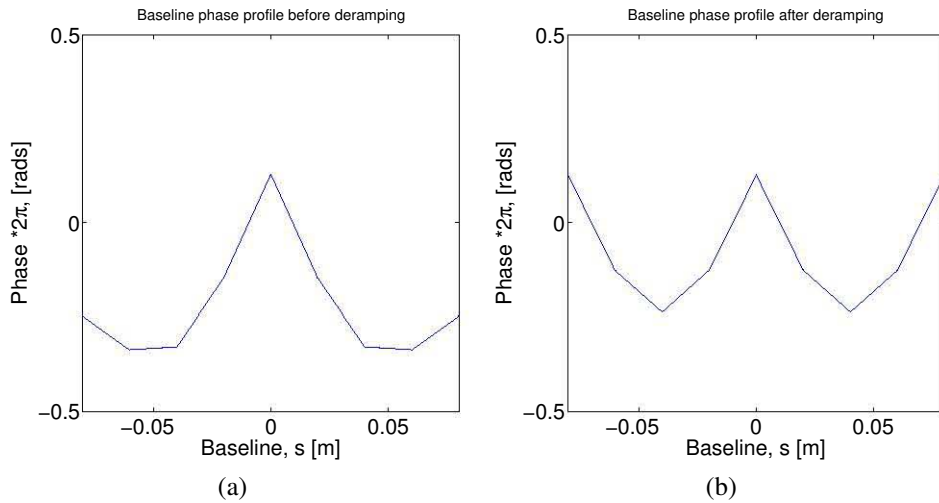 Baseline phase profile before deramping
0.5
0
−0.5
−0.05
0
0.05
Phase *2π, [rads]
Baseline, s [m]
(a)
Baseline phase profile after deramping
0.5
0
−0.5
−0.05
0
0.05
Phase *2π, [rads]
Baseline, s [m]
(b)